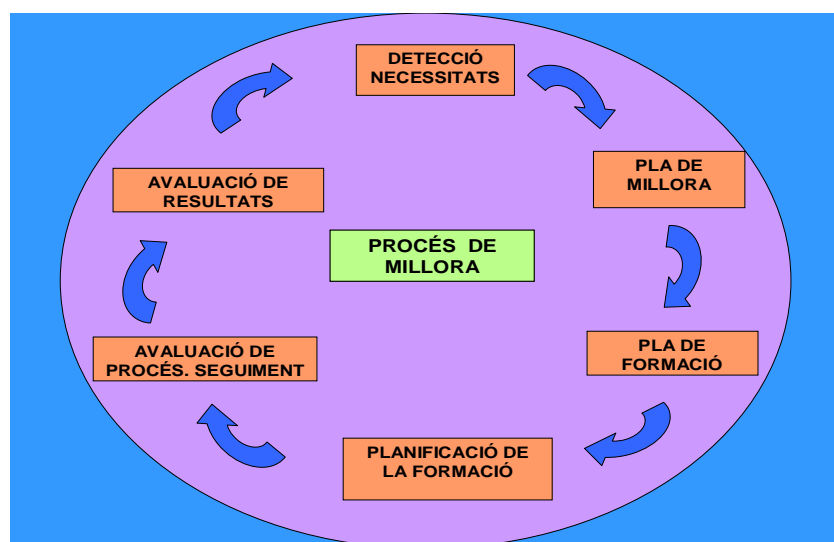 DETECCIÓ
NECESSITATS
PLA DE
MILLORA
AVALUACIÓ DE
RESULTATS
PROCÉS DE
MILLORA
PLA DE
FORMACIÓ
AVALUACIÓ DE
PROCÉS. SEGUIMENT
PLANIFICACIÓ DE
LA FORMACIÓ